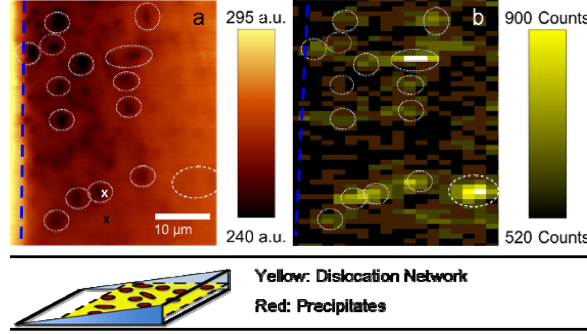 a
295 a.u.
x
x
10 µm
240 a.u.
b
900 Counts
520 Counts
Yellow: Dislocation Network
Red: Precipitates